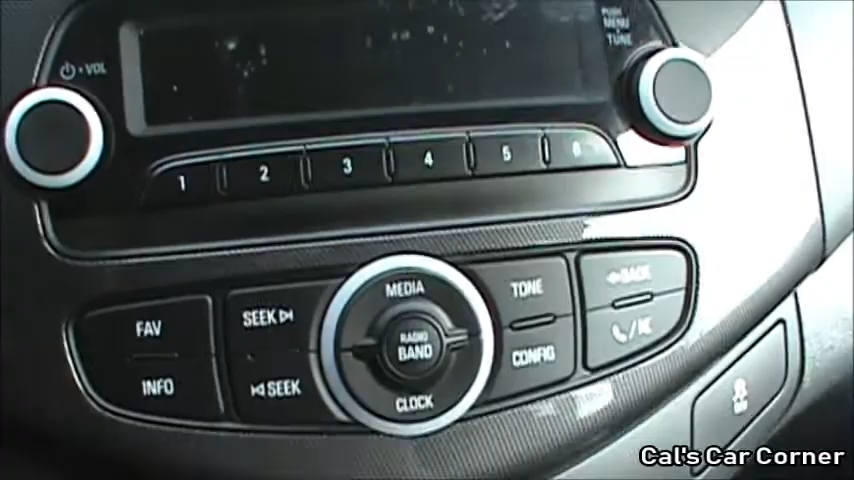 PUSH
MENU
TUNE
VOL
1 2 3 4 5 6
MEDIA
TONE
BACK
SEEK
FAV
RADIO
BAND
CONFIG
INFO
SEEK
CLOCK
OFF
Cal's Car Corner